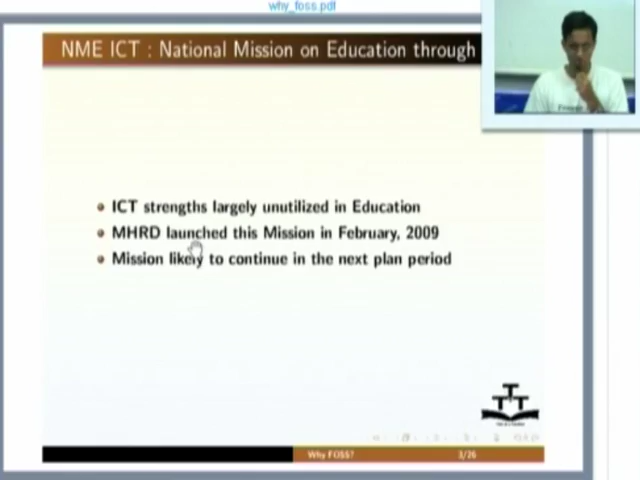 why_foss.pdf
NME ICT : National Mission on Education through
ICT strengths largely unutilized in Education
MHRD launched this Mission in February, 2009
Mission likely to continue in the next plan period
TTT
Why FOSS?
3/26